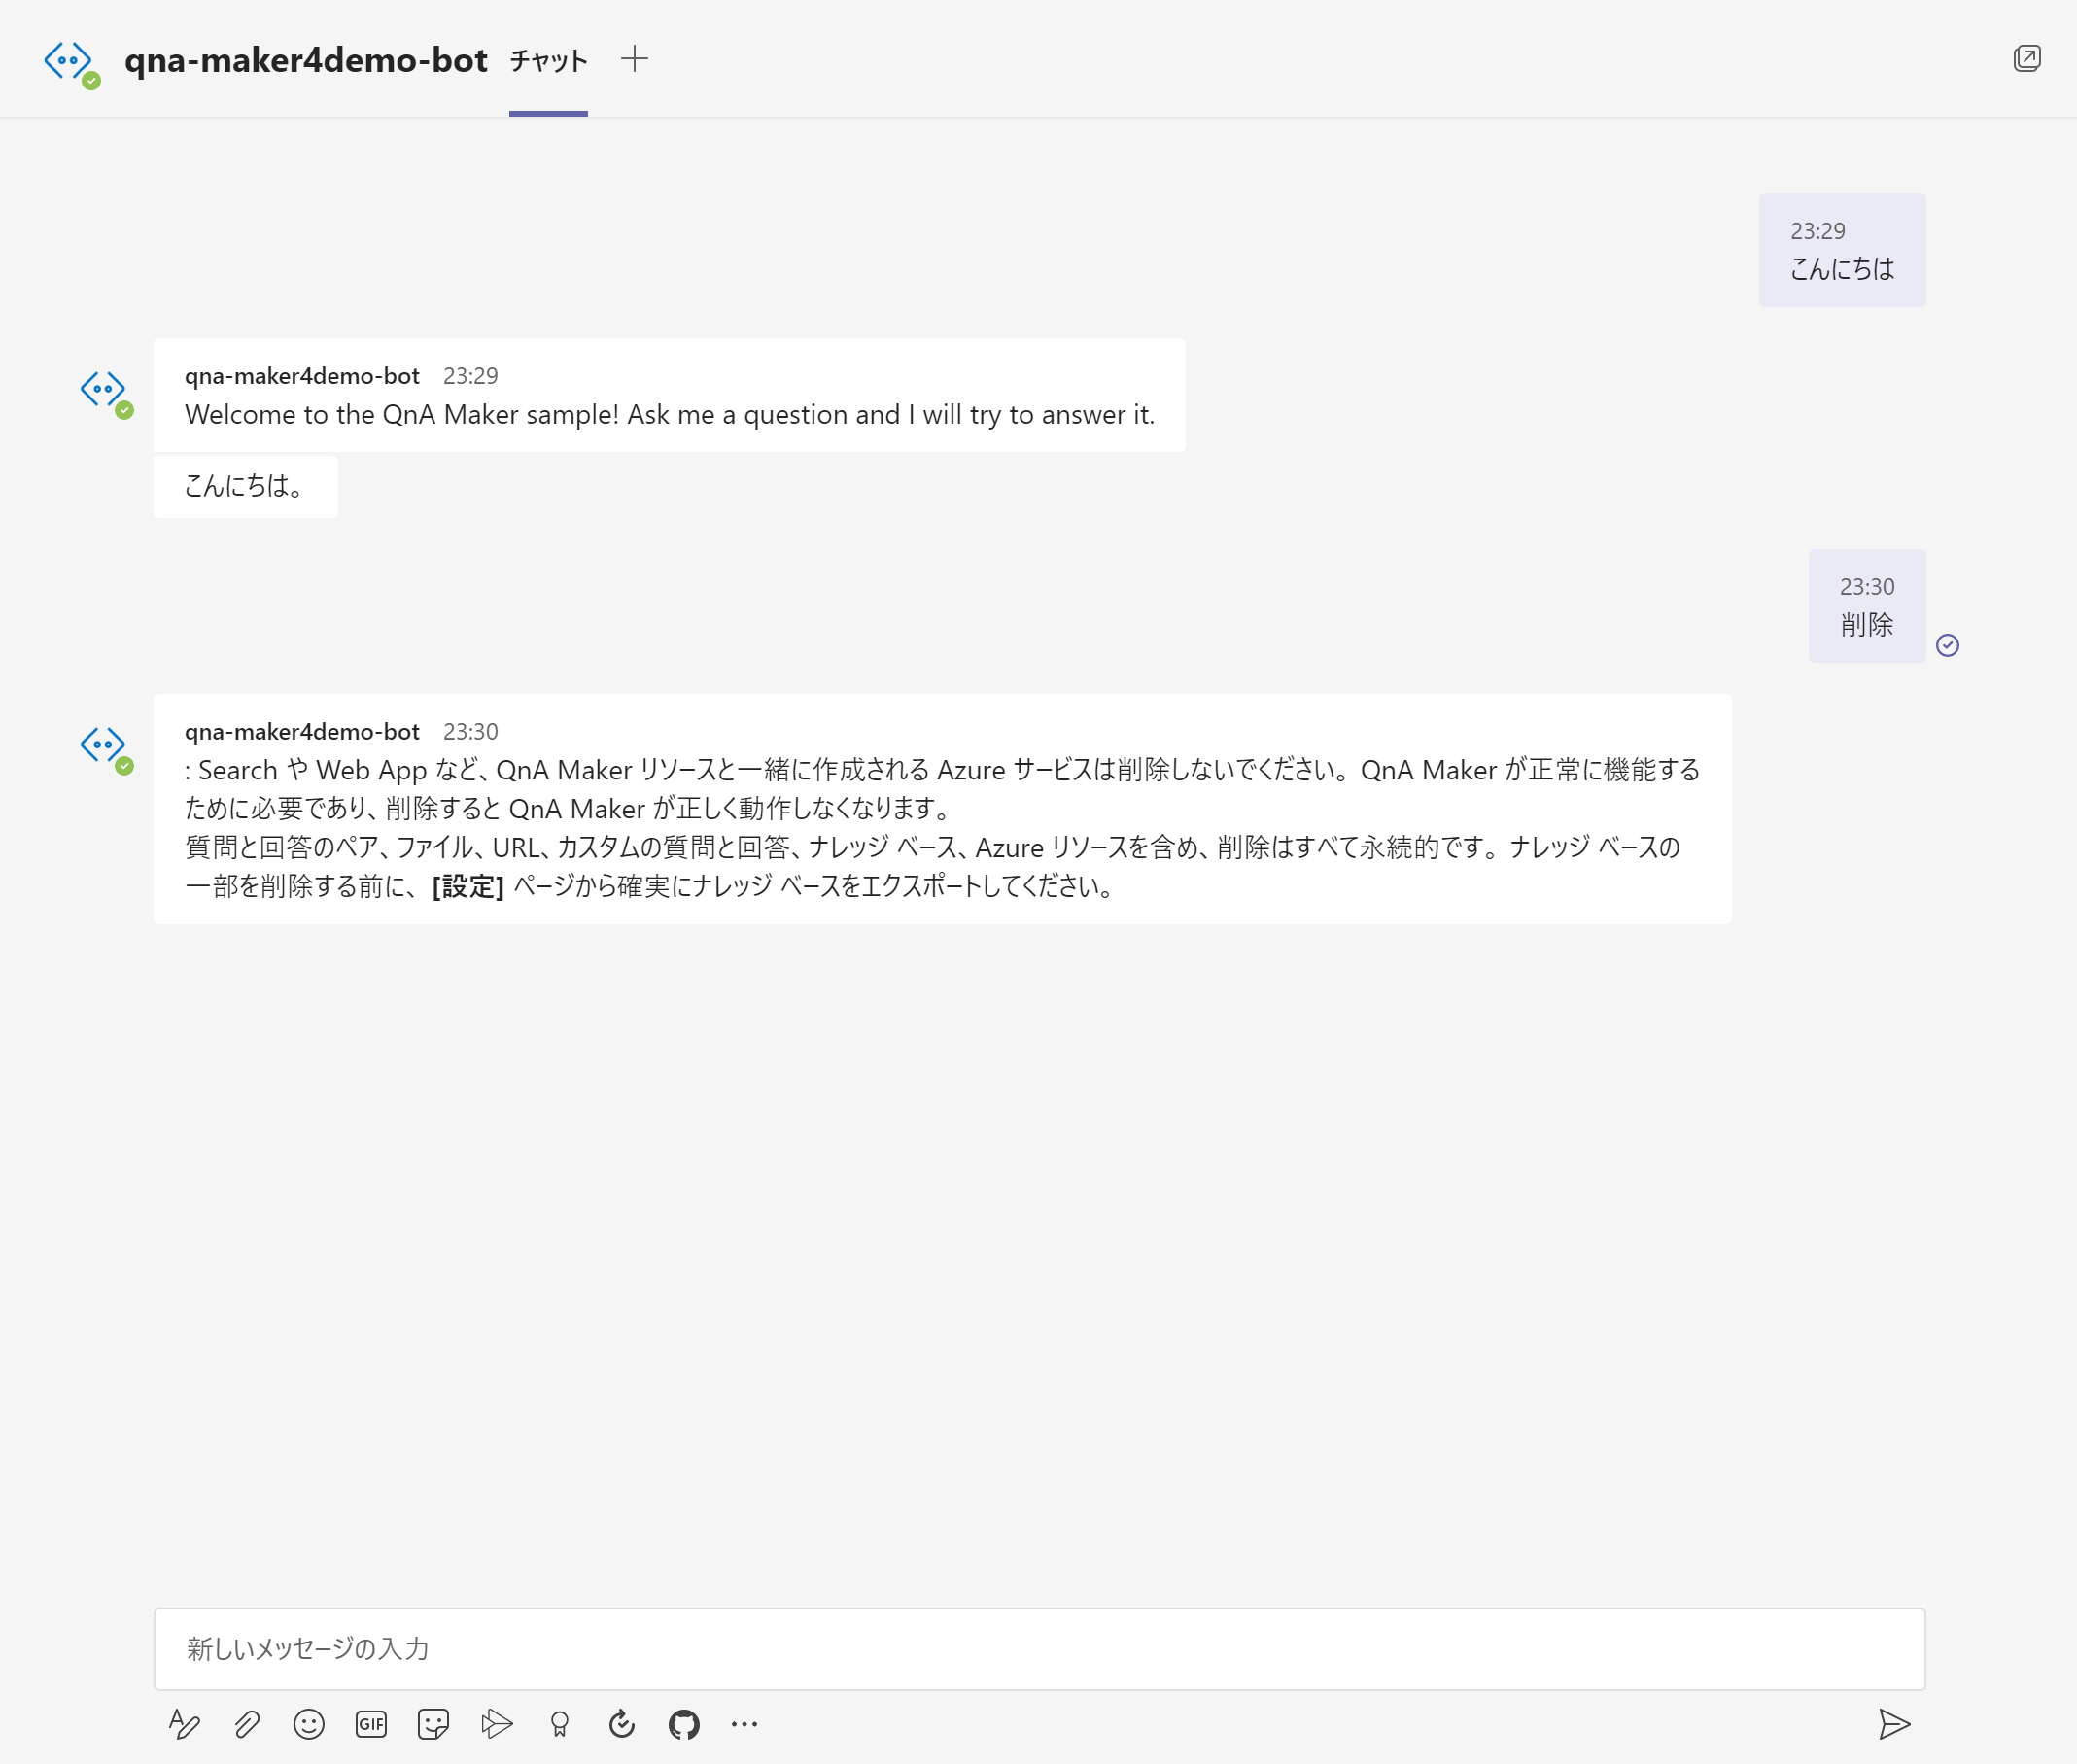 qna-maker4demo-bot チャット
23:29
こんにちは
qna-maker4demo-bot 23:29
Welcome to the QnA Maker sample! Ask me a question and I will try to answer it.
こんにちは。
23:30
削除
qna-maker4demo-bot 23:30
: Search や Web App など、QnA Maker リソースと一緒に作成される Azure サービスは削除しないでください。 QnA Maker が正常に機能する
ために必要であり、削除すると QnA Maker が正しく動作しなくなります。
質問と回答のペア、ファイル、URL、カスタムの質問と回答、ナレッジ ベース、Azure リソースを含め、削除はすべて永続的です。 ナレッジ ベースの
一部を削除する前に、 [設定] ページから確実にナレッジ ベースをエクスポートしてください。
新しいメッセージの入力
GIF